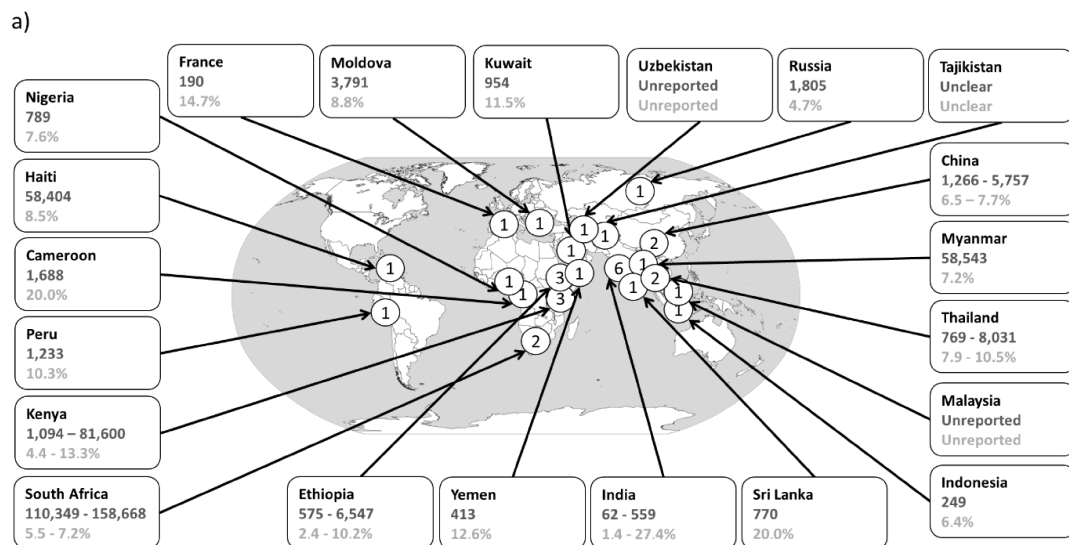 a)
France
190
14.7%
Moldova
3,791
8.8%
Kuwait
954
11.5%
Uzbekistan
Unreported
Unreported
Russia
1,805
4.7%
Tajikistan
Unclear
Unclear
Nigeria
789
7.6%
Haiti
58,404
8.5%
Cameroon
1,688
20.0%
Peru
1,233
10.3%
Kenya
1,094 – 81,600
4.4 - 13.3%
South Africa
110,349 - 158,668
5.5 - 7.2%
China
1,266 - 5,757
6.5 – 7.7%
Myanmar
58,543
7.2%
Thailand
769 - 8,031
7.9 - 10.5%
Malaysia
Unreported
Unreported
Indonesia
249
6.4%
Ethiopia
575 - 6,547
2.4 - 10.2%
Yemen
413
12.6%
India
62 - 559
1.4 - 27.4%
Sri Lanka
770
20.0%
1
1
1
1
1
2
1
1
1
6
1
2
3
1
1
1
1
1
3
1
1
2